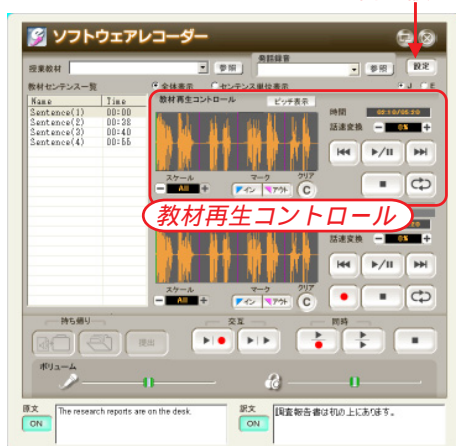 ソフトウェアレコーダー
授業教材
参照
発話録音
参照
設定
教材センテンス一覧
全体表示
センテンス単位表示
J
E
Name Time
Sentence(1) 00:00
Sentence(2) 00:38
Sentence(3) 00:40
Sentence(4) 00:55
教材再生コントロール
ピッチ表示
時間
話速変換
0%
スケール
マーク
クリア
All
イン
アウト
C
教材再生コントロール
話速変換
0%
スケール
マーク
クリア
All
イン
アウト
C
持ち帰り
交互
同時
提出
ボリューム
原文
ON
The research reports are on the desk.
訳文
ON
調査報告書は机の上にあります。